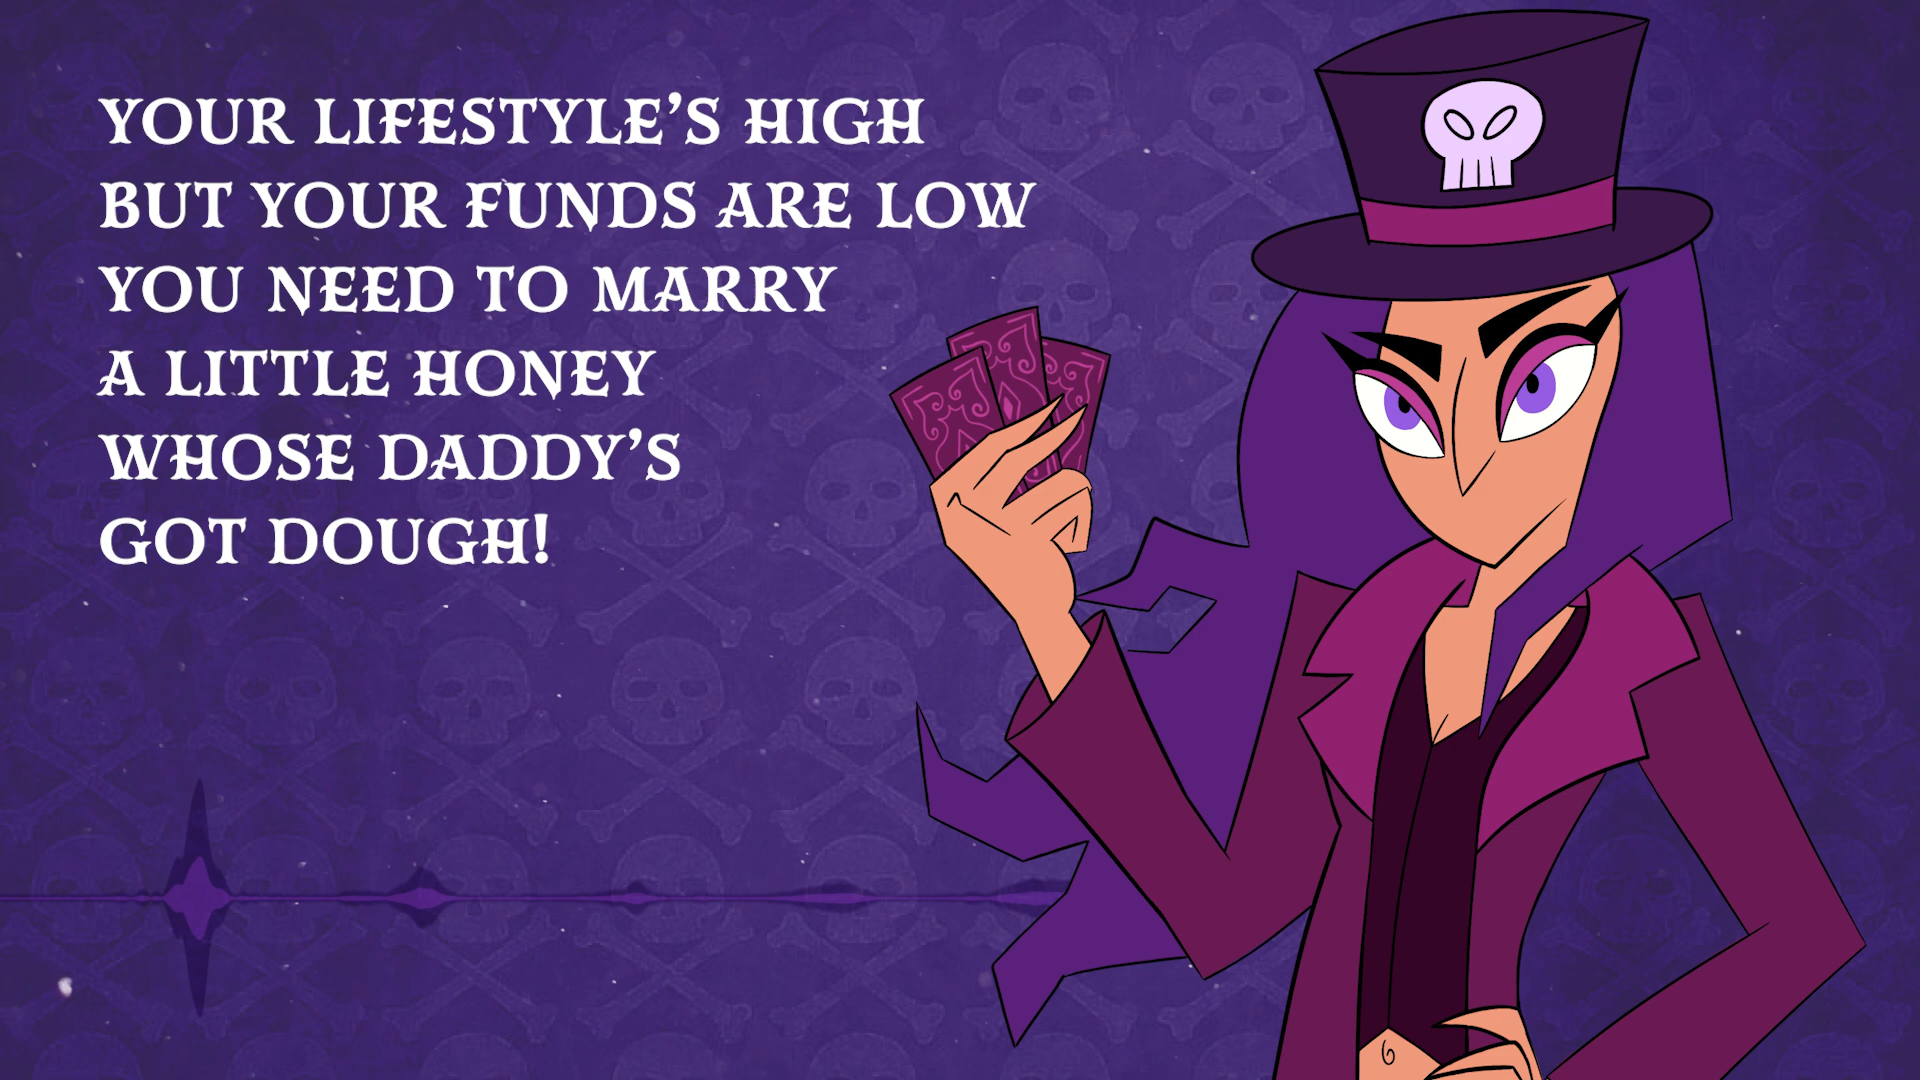 YOUR LIFESTYLE’S HIGH
BUT YOUR FUNDS ARE LOW
YOU NEED TO MARRY
A LITTLE HONEY
WHOSE DADDY’S
GOT DOUGH!